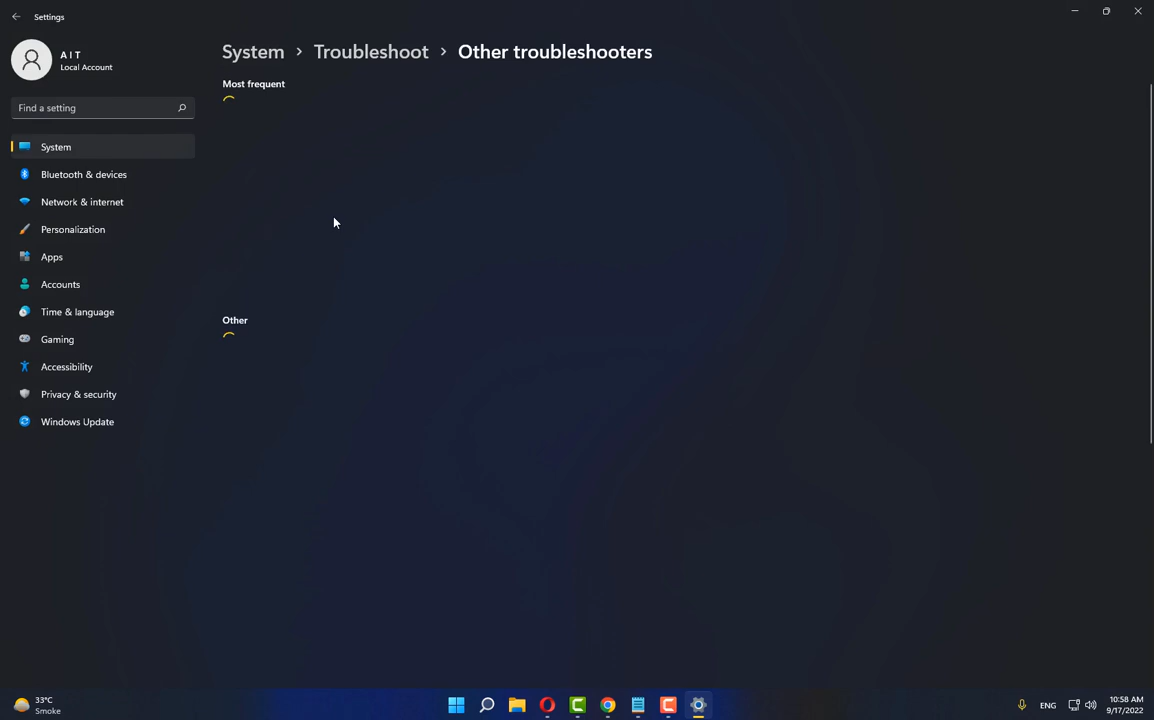 Settings
A I T
Local Account
Find a setting
System
Bluetooth & devices
Network & internet
Personalization
Apps
Accounts
Time & language
Gaming
Accessibility
Privacy & security
Windows Update
System > Troubleshoot > Other troubleshooters
Most frequent
Other
33°C
Smoke
ENG
10:58 AM
9/17/2022